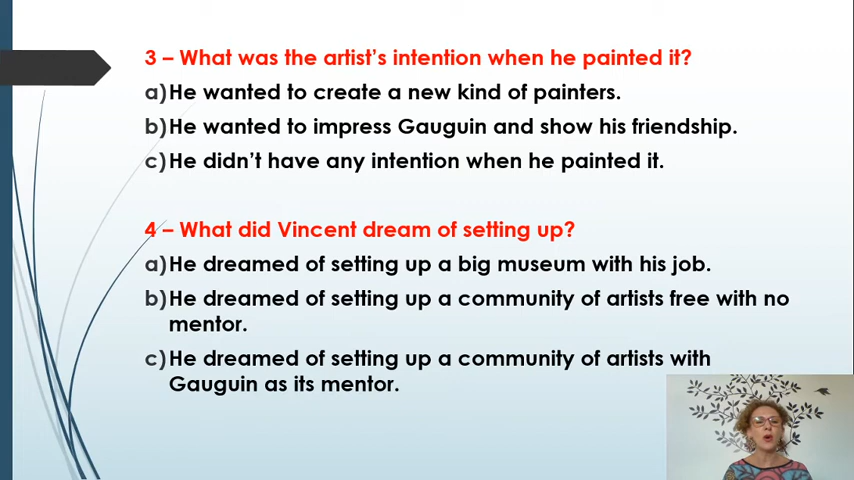 3 – What was the artist’s intention when he painted it?
a)He wanted to create a new kind of painters.
b)He wanted to impress Gauguin and show his friendship.
c)He didn’t have any intention when he painted it.
4 – What did Vincent dream of setting up?
a)He dreamed of setting up a big museum with his job.
b)He dreamed of setting up a community of artists free with no
mentor.
c)He dreamed of setting up a community of artists with
Gauguin as its mentor.